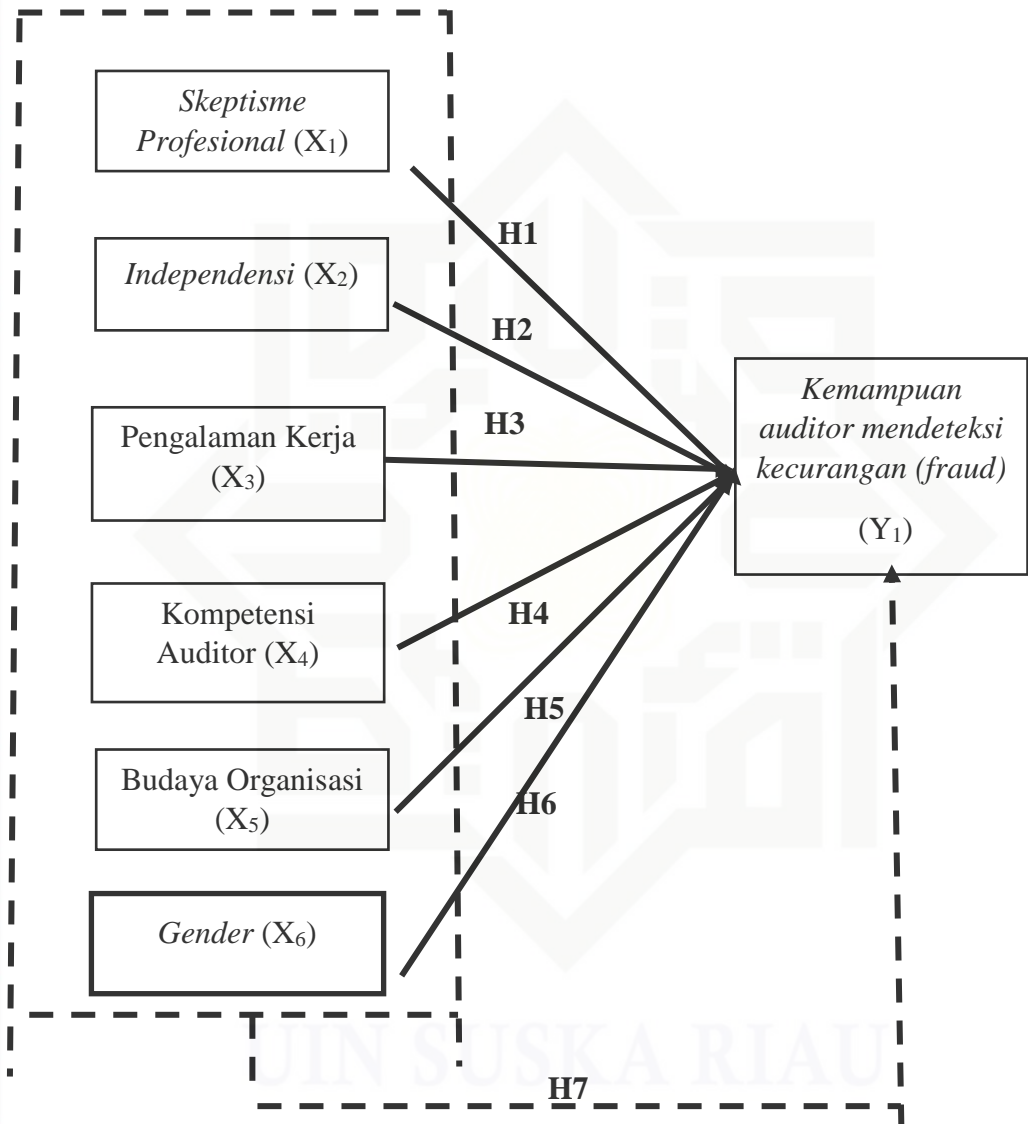 Skeptisme
Profesional (X₁)
H1
Independensi (X₂)
H2
Kemampuan
auditor mendeteksi
kecurangan (fraud)
(Y₁)
Pengalaman Kerja
(X₃)
H3
Kompetensi
Auditor (X₄)
H4
Budaya Organisasi
(X₅)
H5
H6
Gender (X₆)
UIN SUSKA RIAU
H7